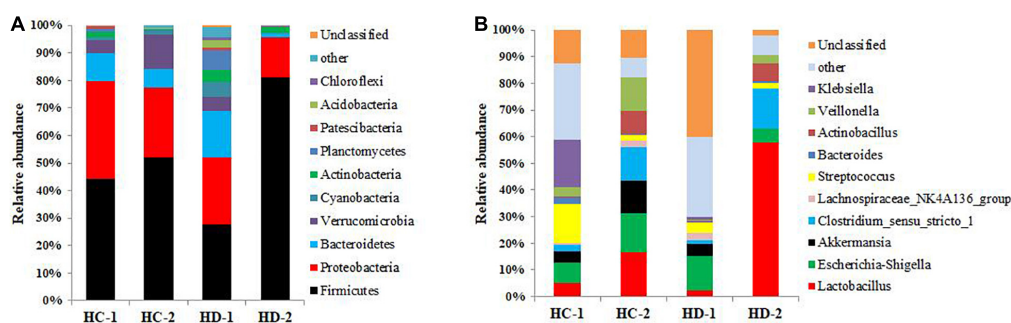 A
Relative abundance
100%
90%
80%
70%
60%
50%
40%
30%
20%
10%
0%
HC-1 HC-2 HD-1 HD-2
Unclassified
other
Chloroflexi
Acidobacteria
Patescibacteria
Planctomycetes
Actinobacteria
Cyanobacteria
Verrucomicrobia
Bacteroidetes
Proteobacteria
Firmicutes
B
Relative abundance
100%
90%
80%
70%
60%
50%
40%
30%
20%
10%
0%
HC-1 HC-2 HD-1 HD-2
Unclassified
other
Klebsiella
Veillonella
Actinobacillus
Bacteroides
Streptococcus
Lachnospiraceae_NK4A136_group
Clostridium_sensu_stricto_1
Akkermansia
Escherichia-Shigella
Lactobacillus